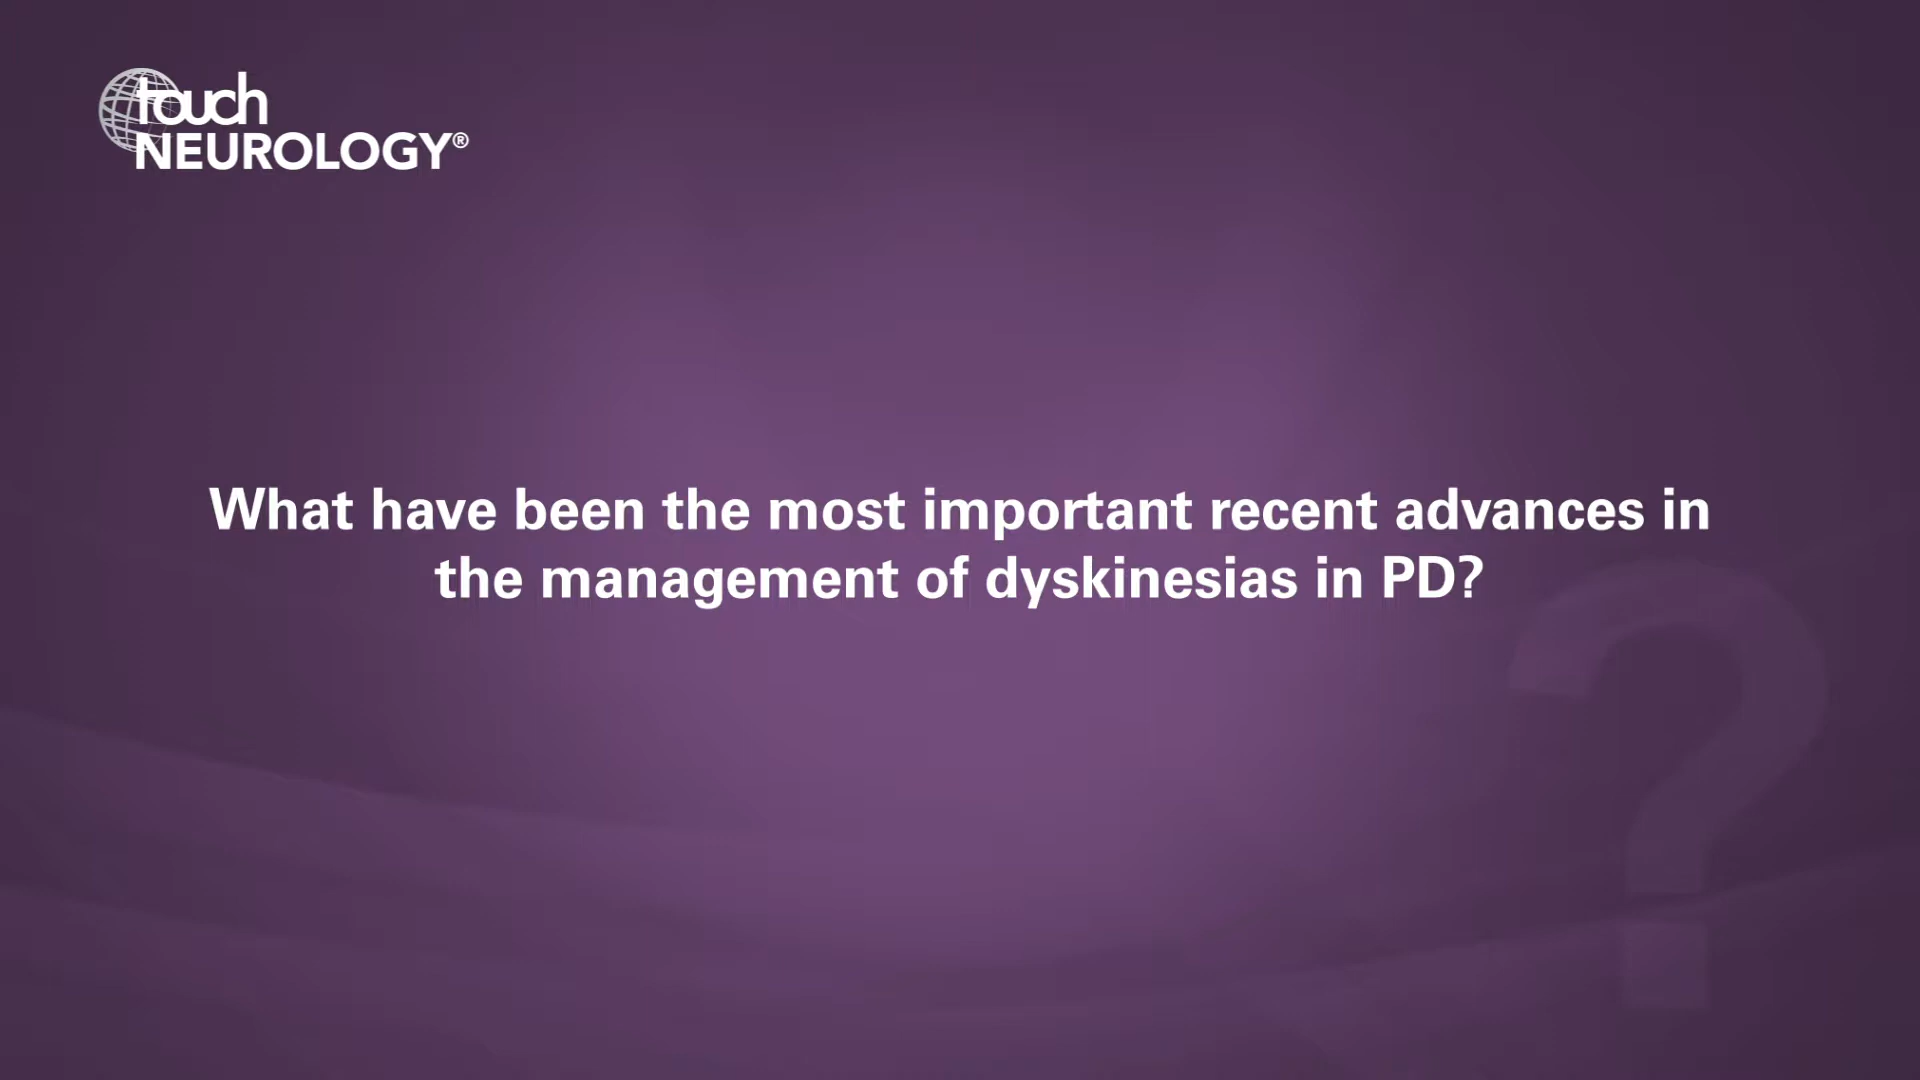 touch
NEUROLOGY®
What have been the most important recent advances in
the management of dyskinesias in PD?